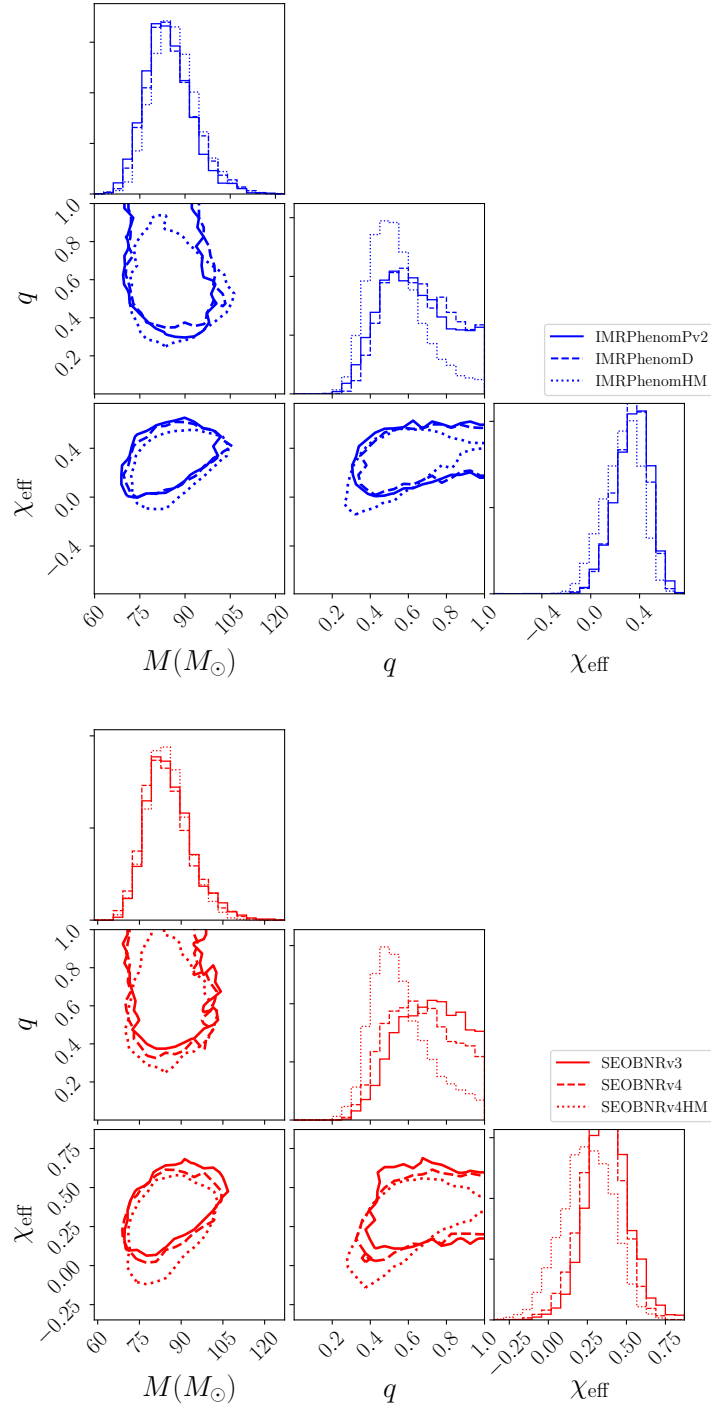 1.0
0.8
0.6
0.4
0.2
q
IMRPhenomPv2
IMRPhenomD
IMRPhenomHM
0.4
0.0
−0.4
χeff
60
75
90
105
120
M(M⊙)
0.2
0.4
0.6
0.8
1.0
q
−0.4
0.0
0.4
χeff
1.0
0.8
0.6
0.4
0.2
q
SEOBNRv3
SEOBNRv4
SEOBNRv4HM
0.75
0.50
0.25
0.00
−0.25
χeff
60
75
90
105
120
M(M⊙)
0.2
0.4
0.6
0.8
1.0
q
−0.25
0.00
0.25
0.50
0.75
χeff